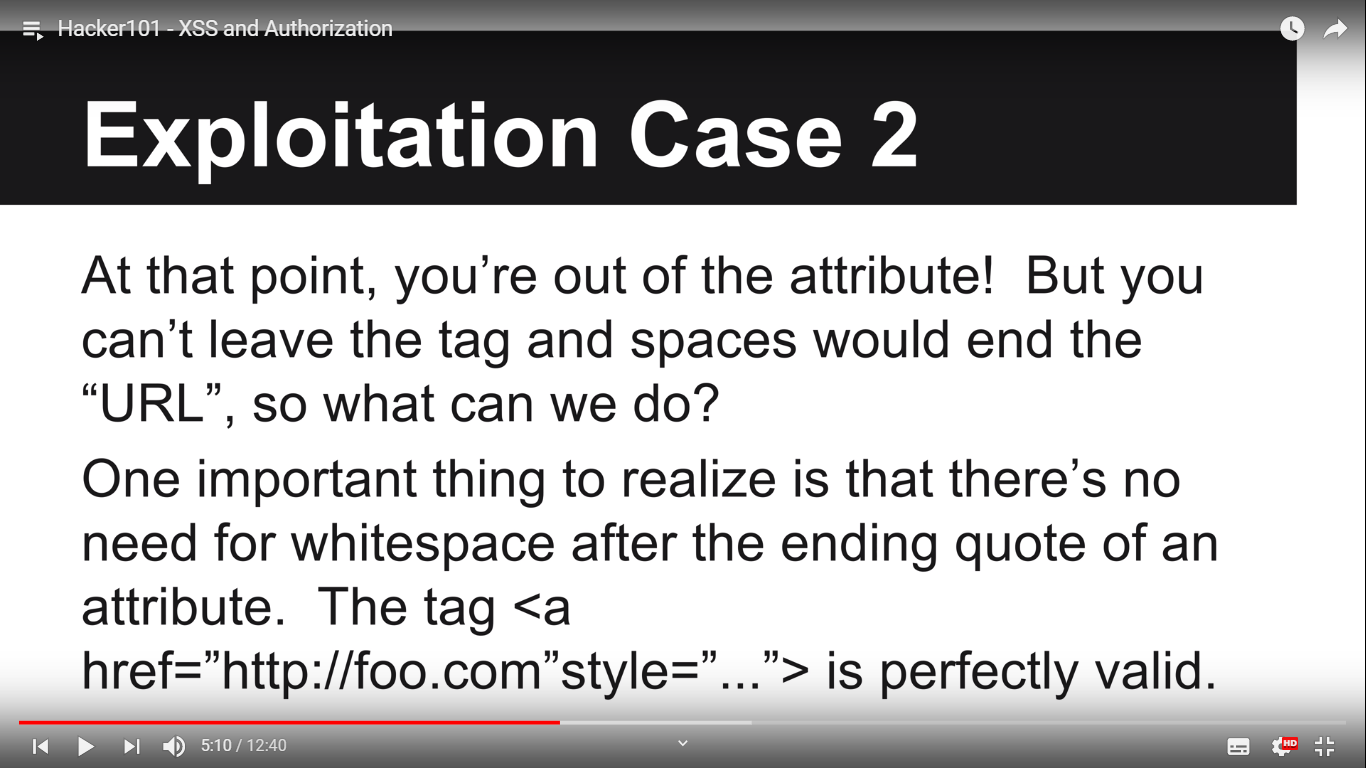 Hacker101 - XSS and Authorization
Exploitation Case 2
At that point, you’re out of the attribute!  But you
can’t leave the tag and spaces would end the
“URL”, so what can we do?
One important thing to realize is that there’s no
need for whitespace after the ending quote of an
attribute.  The tag <a
href=”http://foo.com”style=”...”> is perfectly valid.
5:10 / 12:40
HD